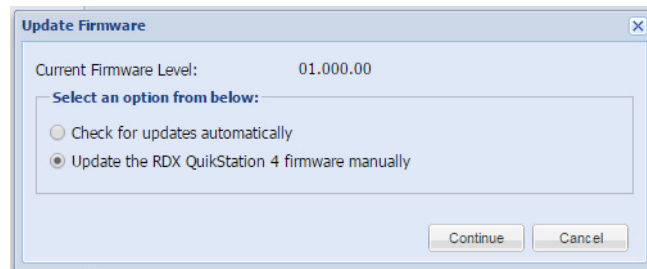 Update Firmware
Current Firmware Level: 01.000.00
Select an option from below:
Check for updates automatically
Update the RDX QuikStation 4 firmware manually
Continue Cancel